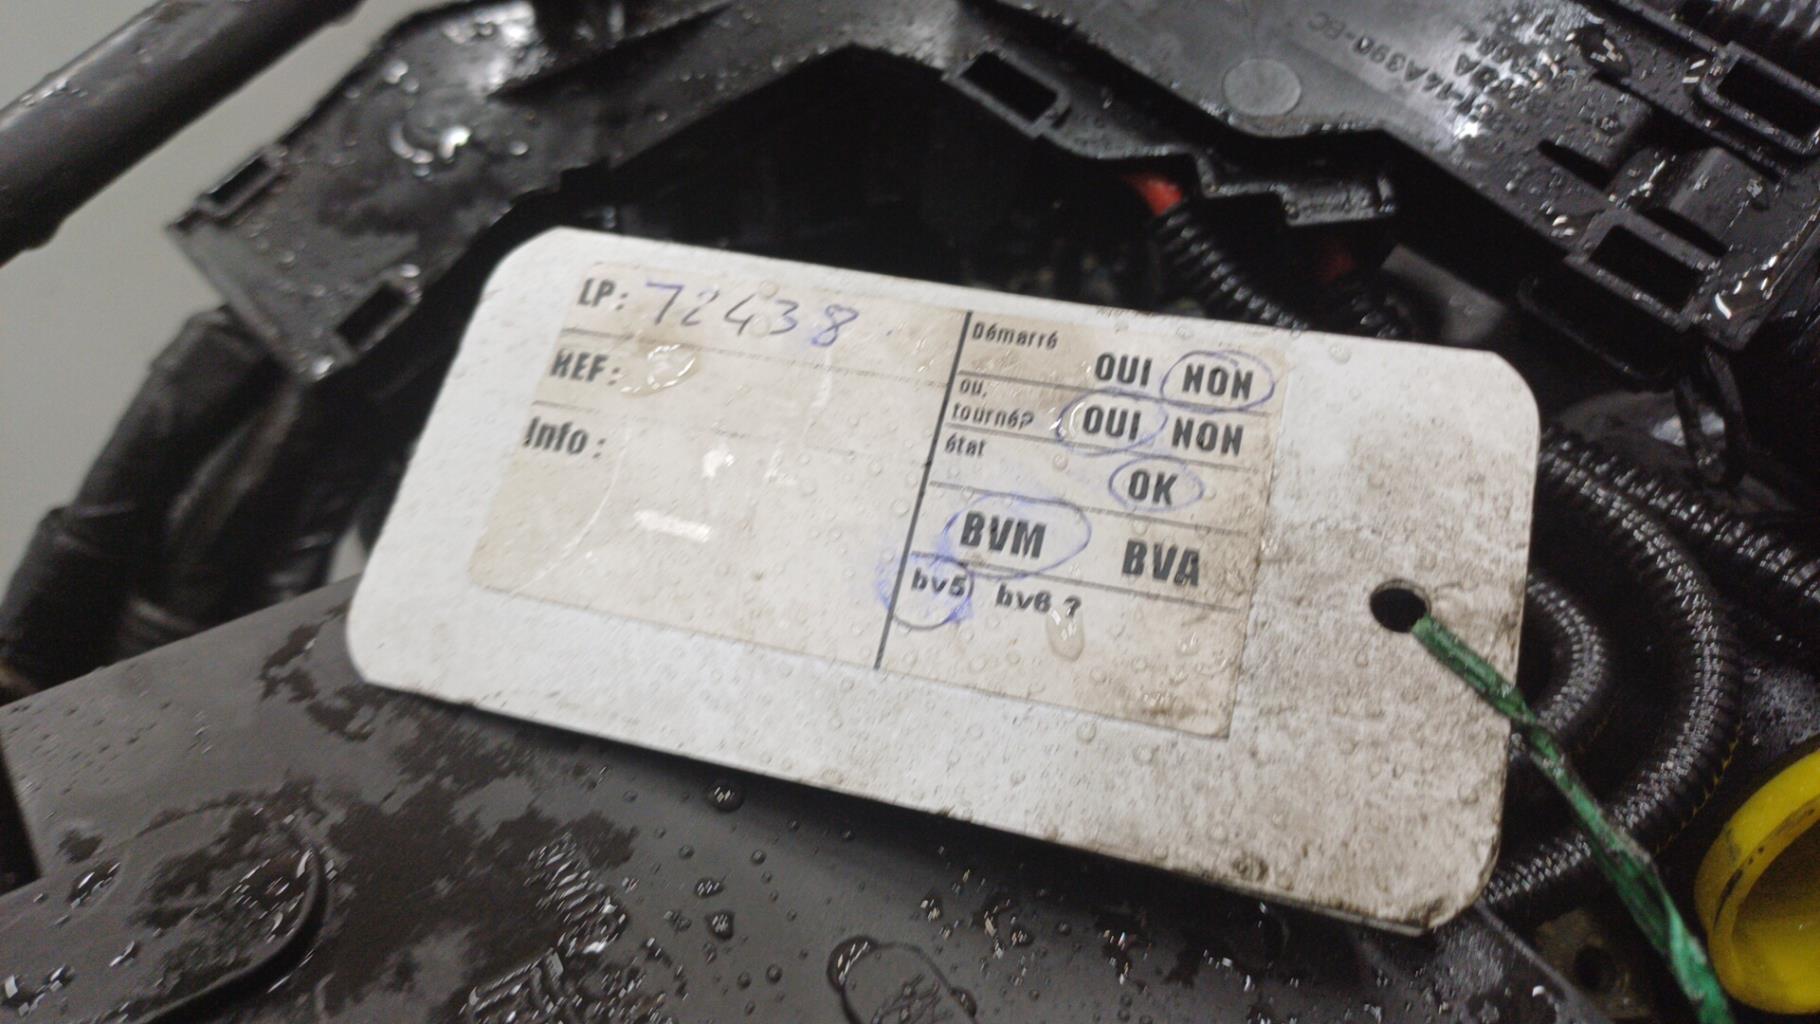 LP: 72438
REF:
Info :
Démarré
OUI NON
ou.
tourné? OUI NON
état
OK
BVM BVA
bv5 bv6 ?